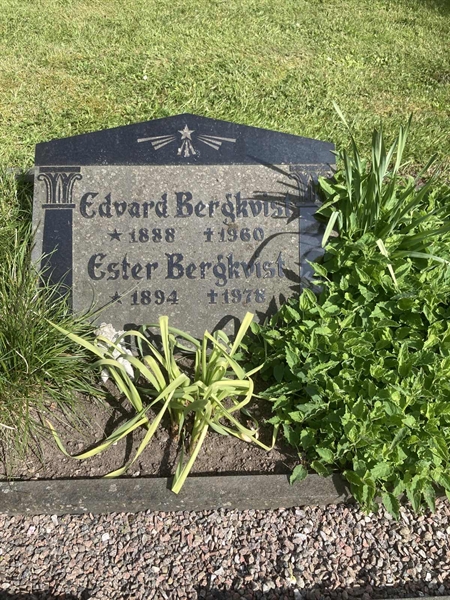 Edvard Bergkvist
★ 1888 ✝ 1960
Ester Bergkvist
★ 1894 ✝ 1978